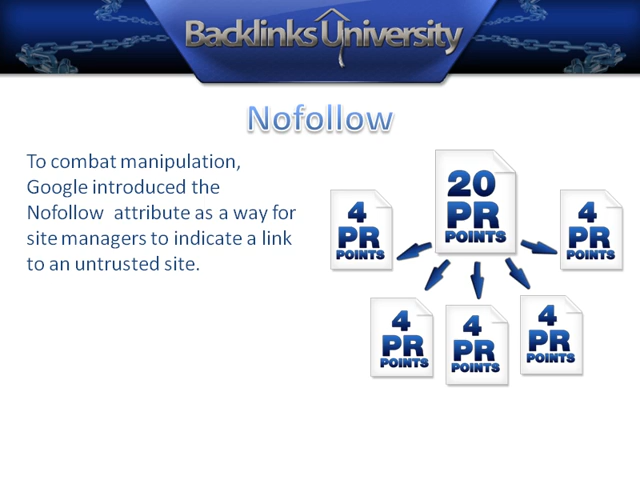 Backlinks University
Nofollow
To combat manipulation,
Google introduced the
Nofollow  attribute as a way for
site managers to indicate a link
to an untrusted site.
20
PR
POINTS
4
PR
POINTS
4
PR
POINTS
4
PR
POINTS
4
PR
POINTS
4
PR
POINTS